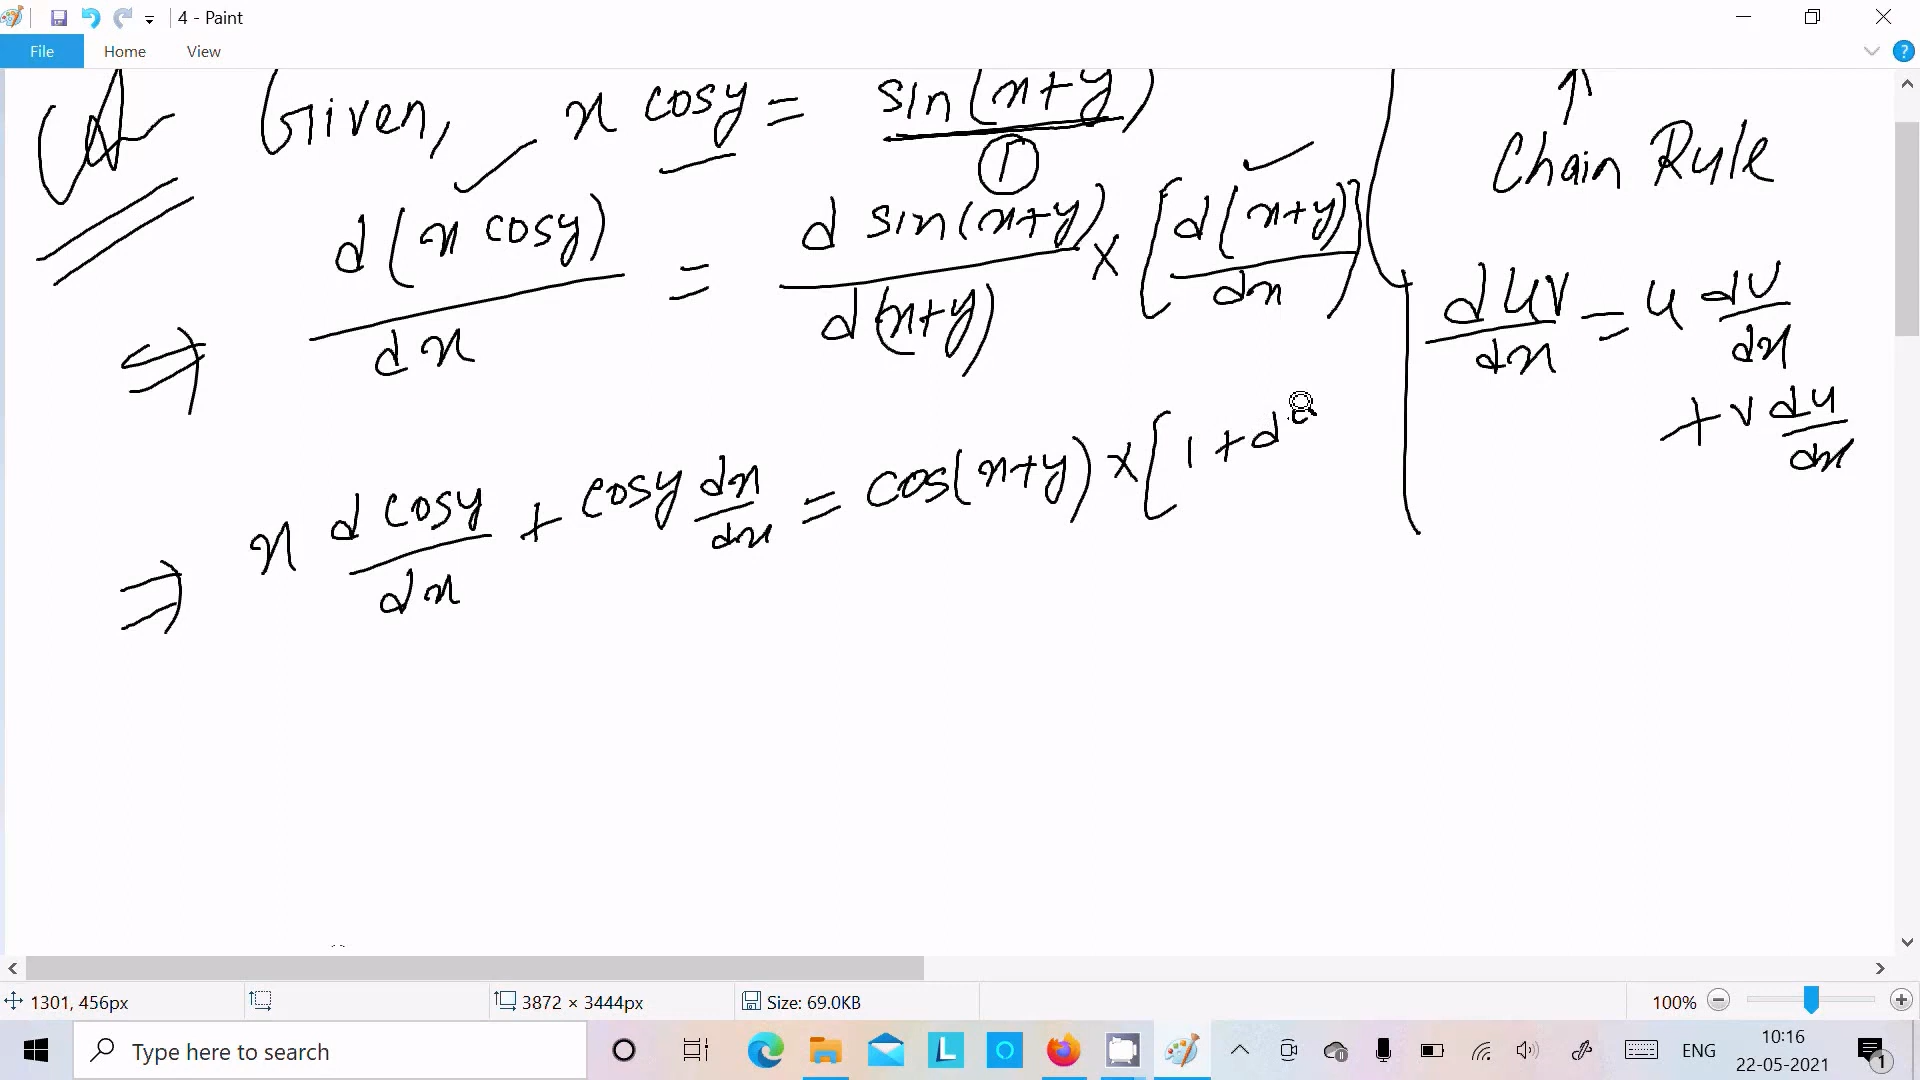 4 - Paint
File Home View
Given, x cosy = sin(x+y)
1
Chain Rule
d(x cosy)/dx = d sin(x+y)/d(x+y) × [d(x+y)/dx]
duv/dx = u dv/dx
+ v du/dx
⇒ x d cosy/dx + cosy dx/dx = cos(x+y) × [1 + d
1301, 456px
3872 × 3444px
Size: 69.0KB
100%
Type here to search
ENG
10:16
22-05-2021
1